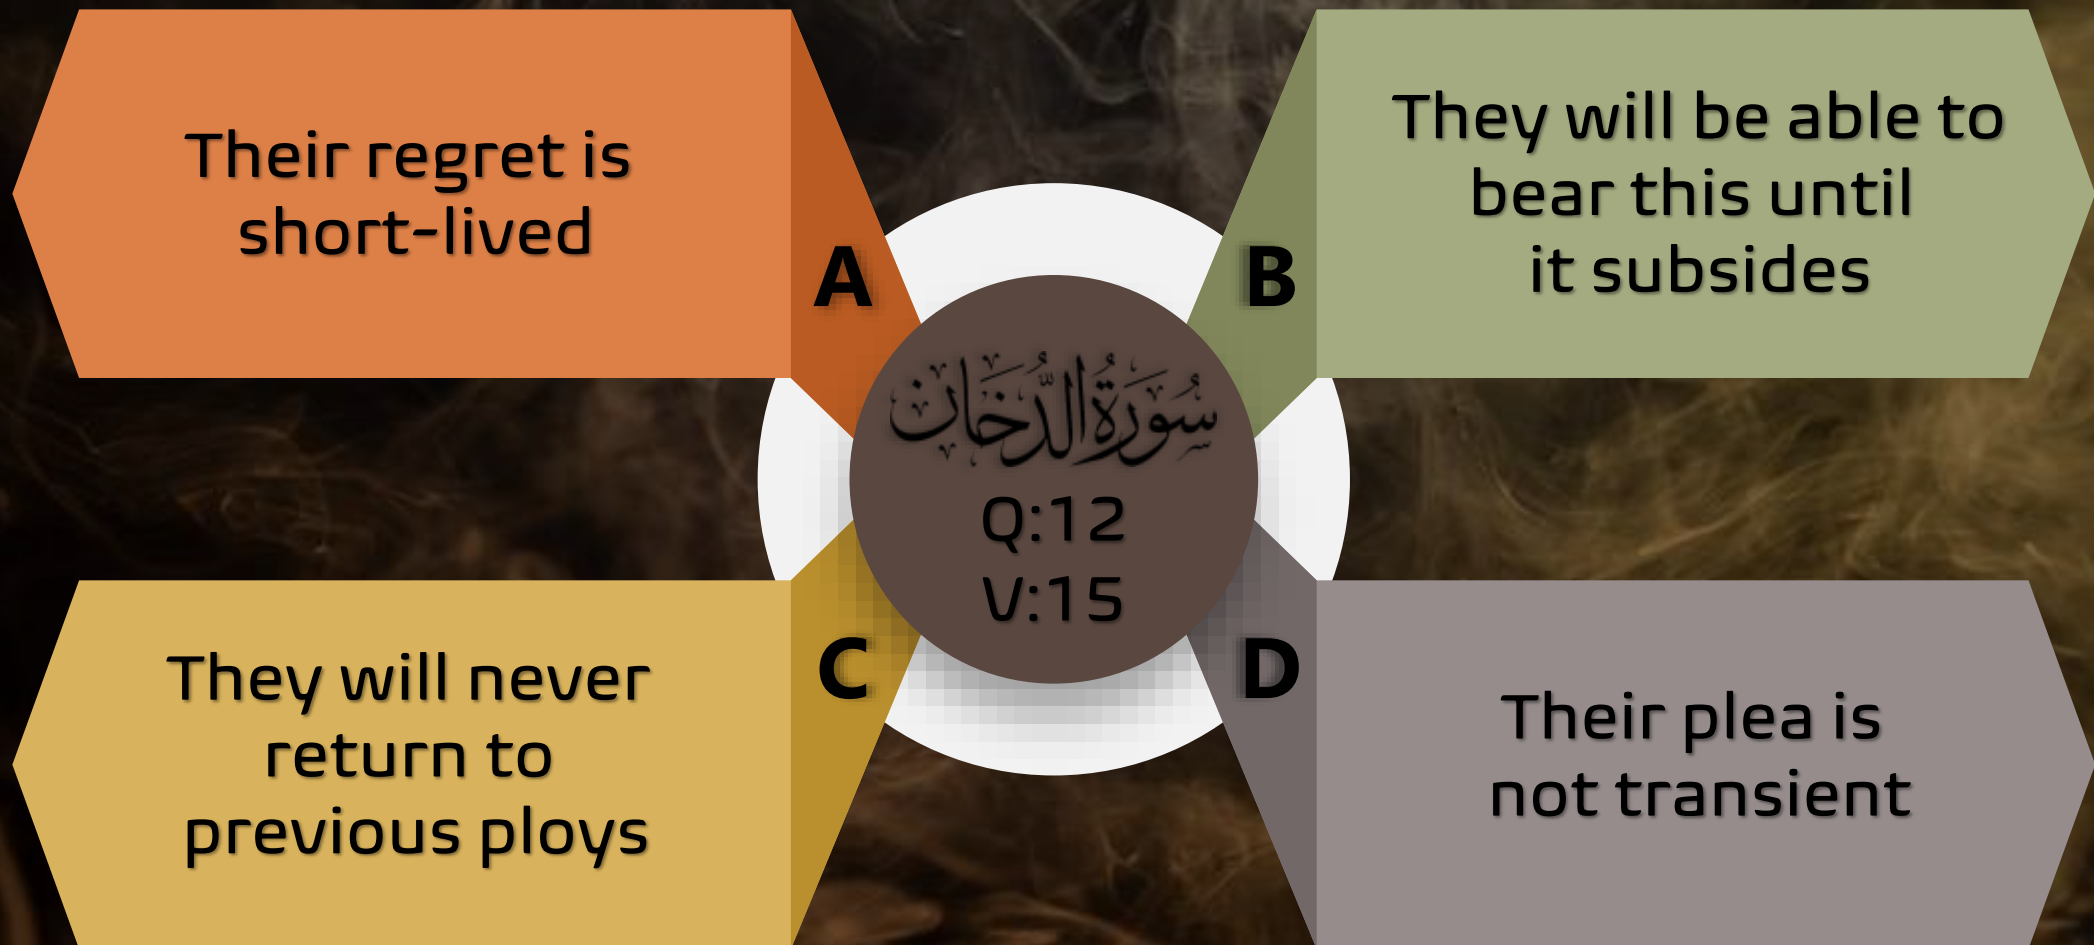 Their regret is
short-lived
A
They will be able to
bear this until
it subsides
B
سُورَةُ الدُّخَان
Q:12
V:15
They will never
return to
previous ploys
C
Their plea is
not transient
D